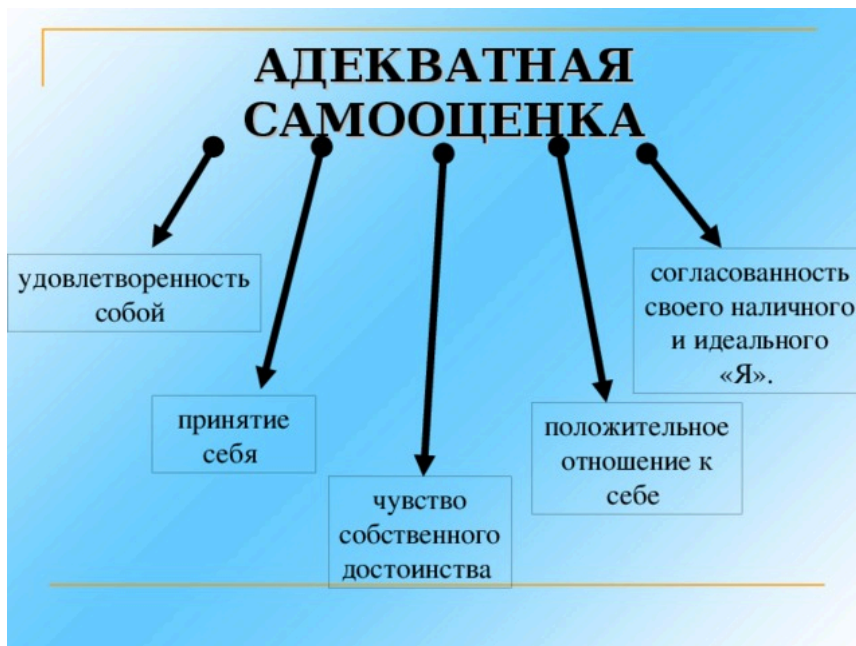 АДЕКВАТНАЯ
САМООЦЕНКА
удовлетворенность
собой
принятие
себя
чувство
собственного
достоинства
положительное
отношение к
себе
согласованность
своего наличного
и идеального
«Я».